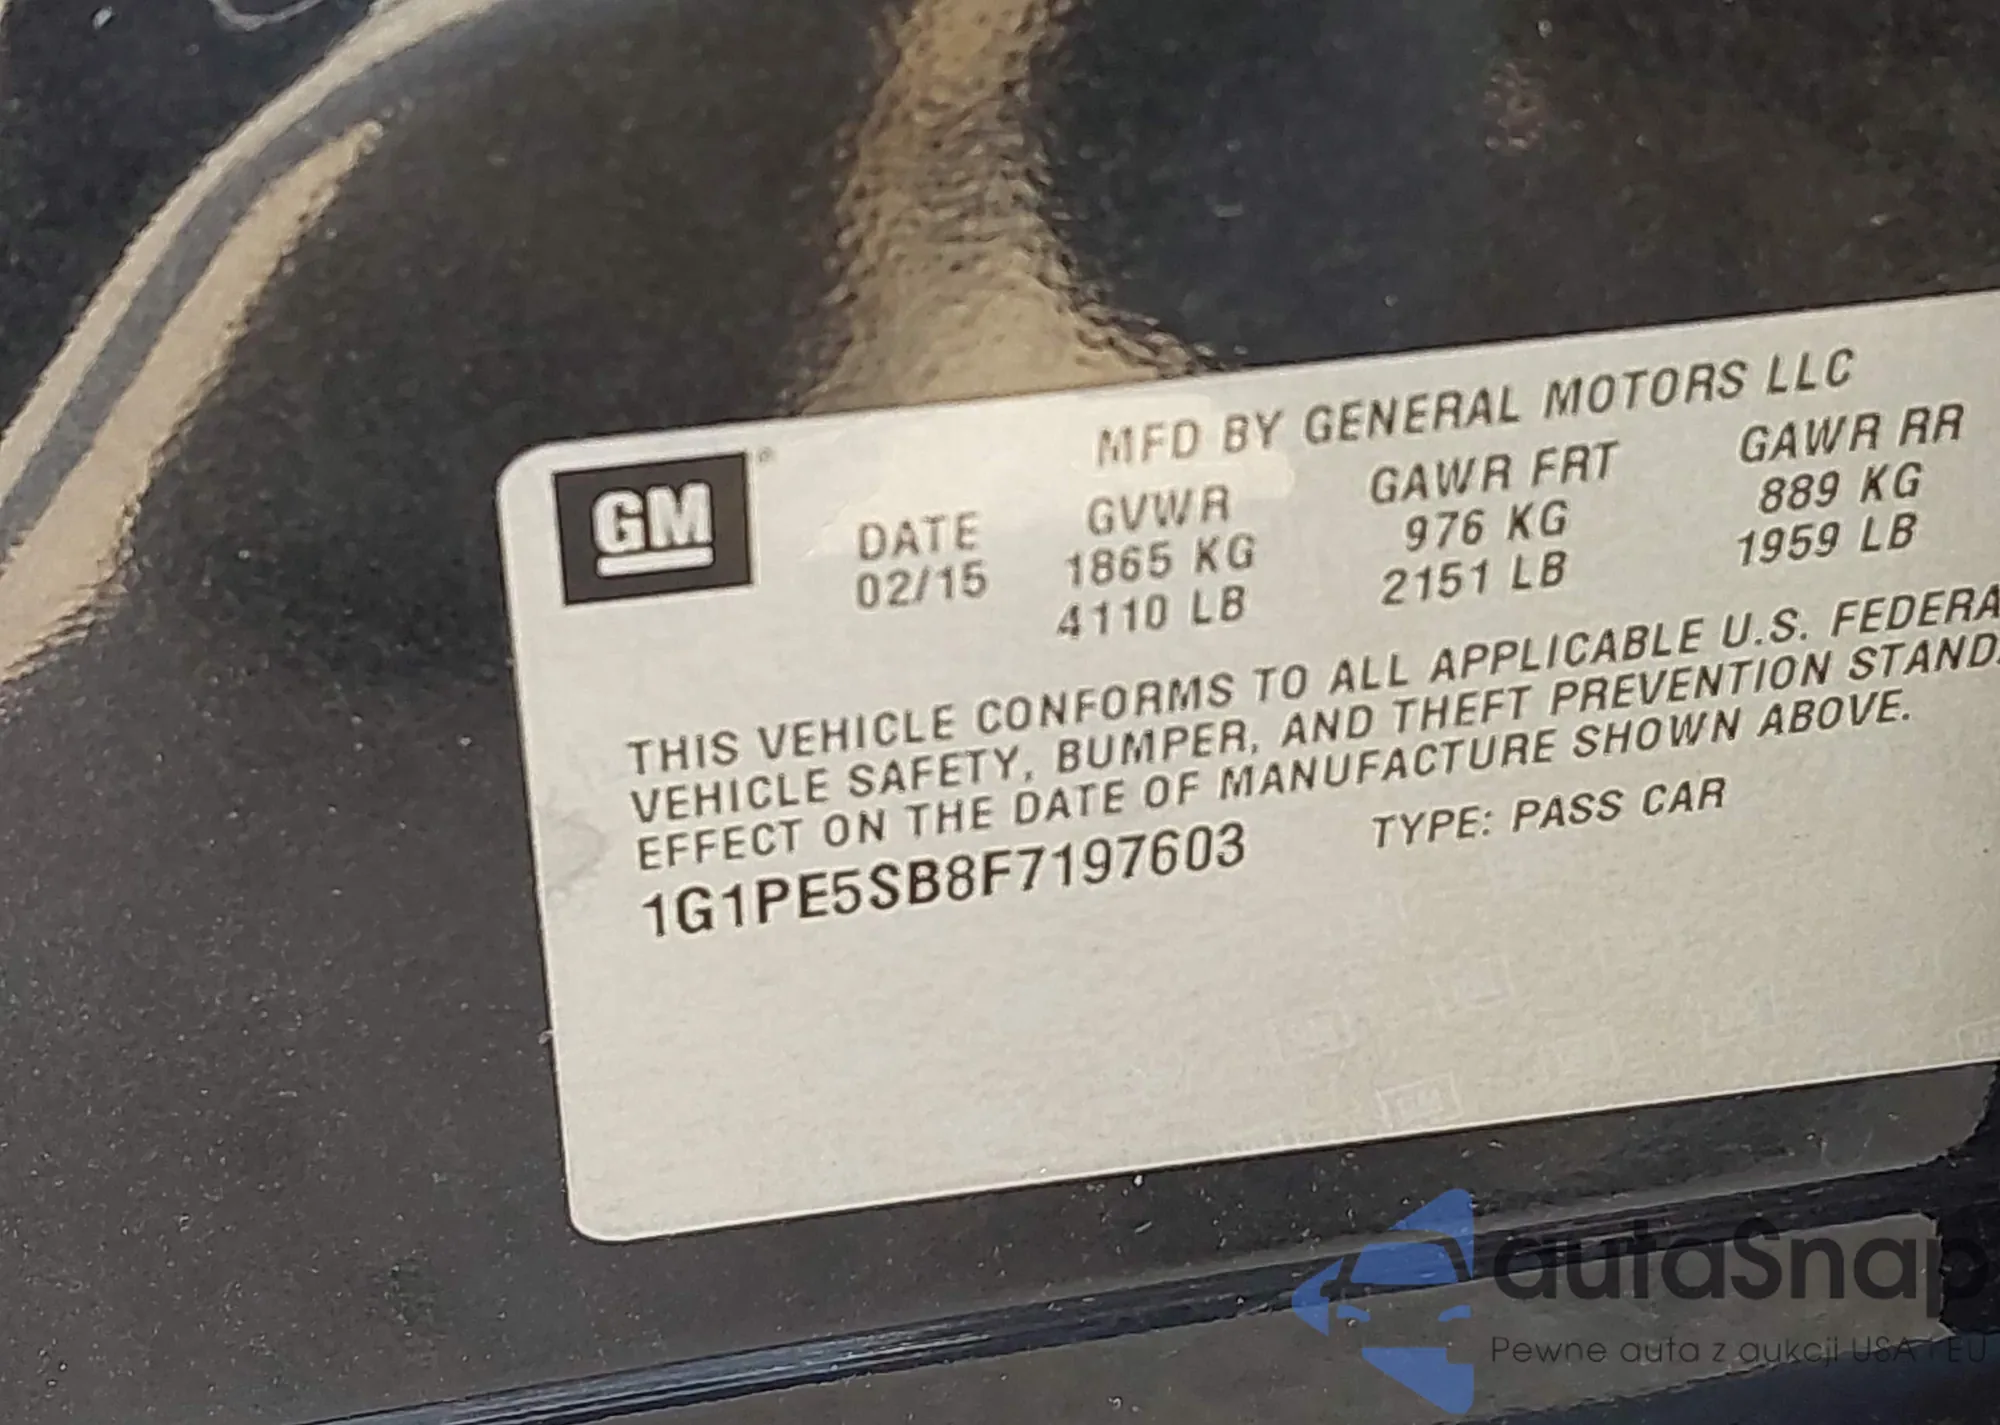 MFD BY GENERAL MOTORS LLC
GM
DATE GVWR GAWR FRT GAWR RR
02/15 1865 KG 976 KG 889 KG
4110 LB 2151 LB 1959 LB
THIS VEHICLE CONFORMS TO ALL APPLICABLE U.S. FEDERA
VEHICLE SAFETY, BUMPER, AND THEFT PREVENTION STAND
EFFECT ON THE DATE OF MANUFACTURE SHOWN ABOVE.
1G1PE5SB8F7197603 TYPE: PASS CAR
autaSnap
Pewne auta z aukcji USA i EU